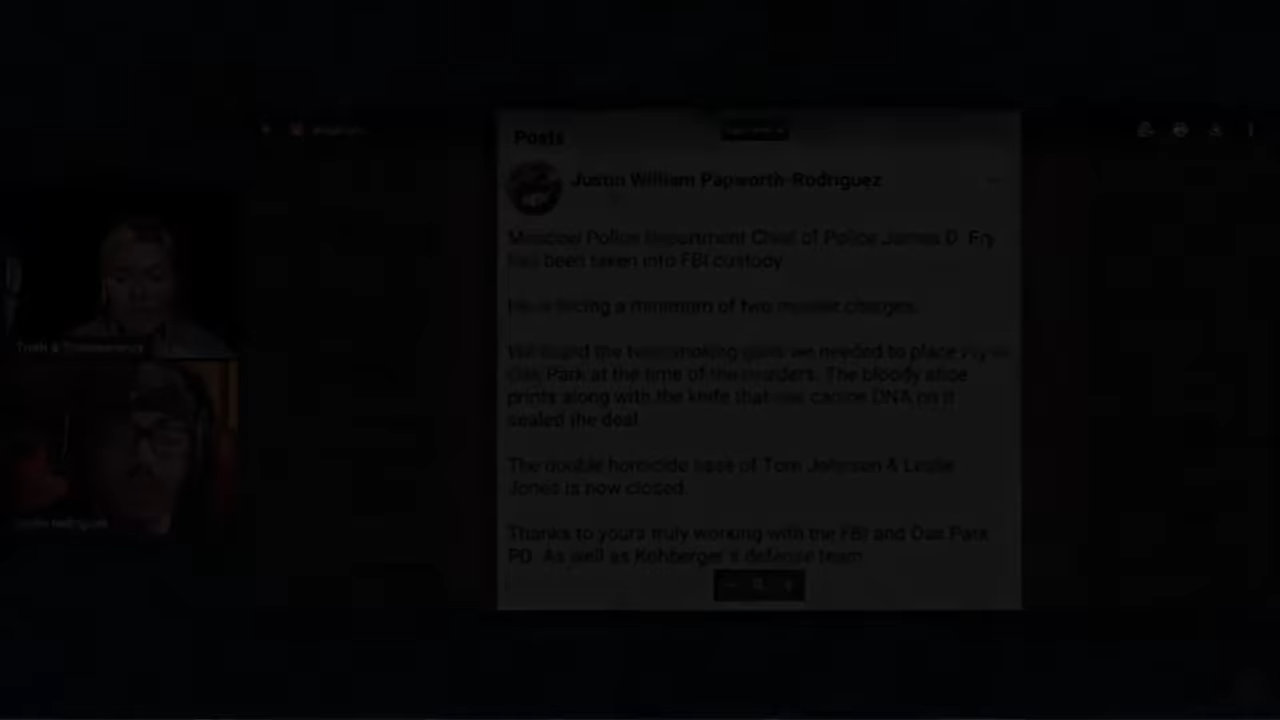 Posts
Justin William Papworth-Rodriguez
Moscow Police Department Chief of Police James D. Fry
has been taken into FBI custody.
He is facing a minimum of two murder charges.
We found the two smoking guns we needed to place Fry in
Oak Park at the time of the murders. The bloody shoe
prints along with the knife that has canine DNA on it
sealed the deal.
The double homicide case of Tom Johnson & Leslie
Jones is now closed.
Thanks to yours truly working with the FBI and Oak Park
PD. As well as Kohberger's defense team.
Truth & Transparency